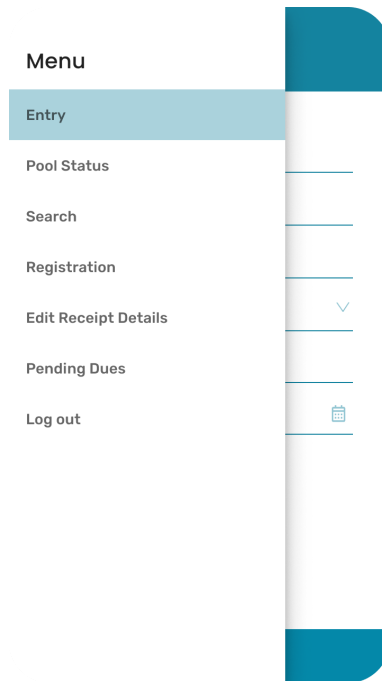 Menu
Entry
Pool Status
Search
Registration
Edit Receipt Details
Pending Dues
Log out